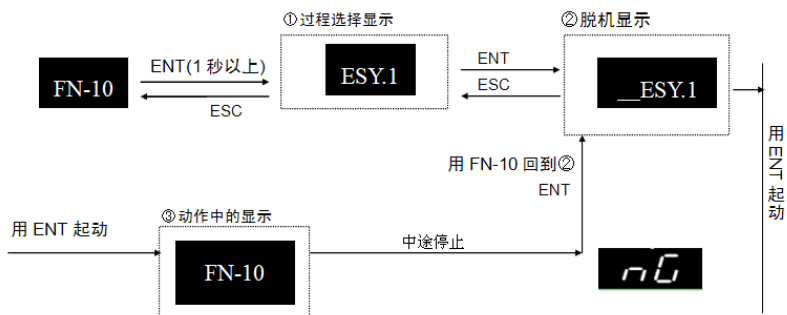 ①过程选择显示
②脱机显示
FN-10
ENT(1 秒以上)
ESC
ESY.1
ENT
ESC
__ESY.1
用 ENT 起动
用 FN-10 回到②
ENT
③动作中的显示
用 ENT 起动
FN-10
中途停止
nG